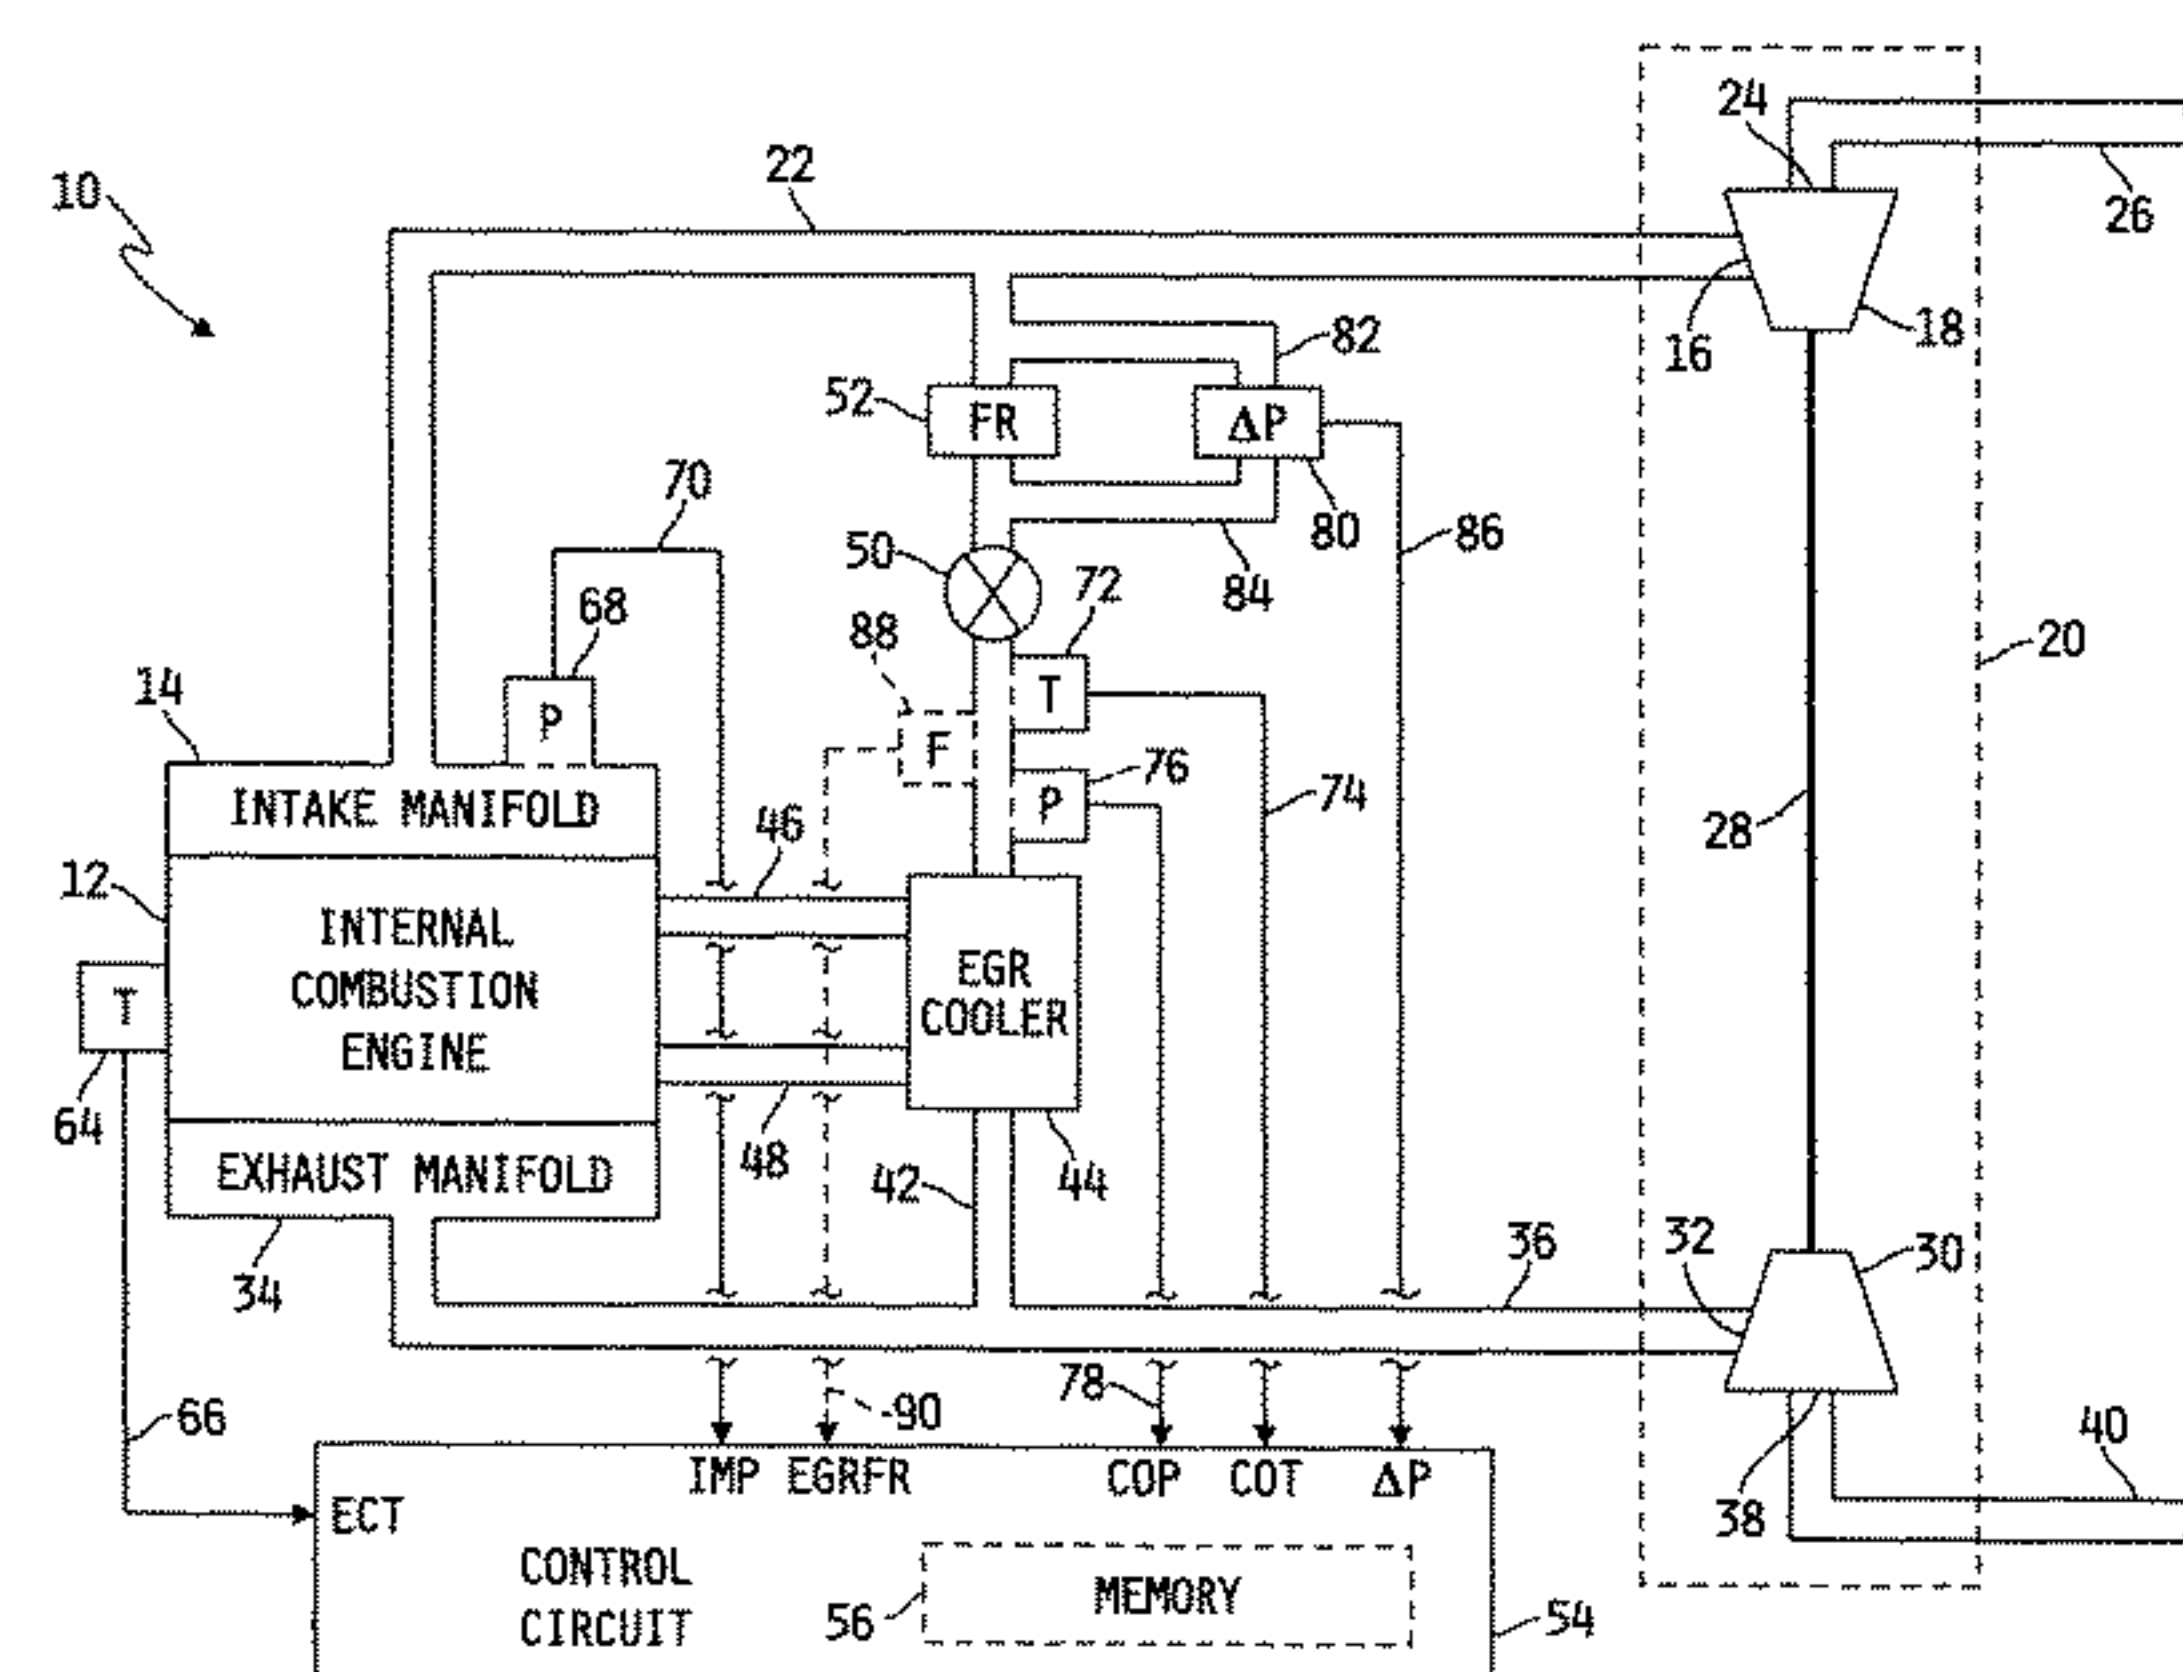 24
22
10
26
16
18
82
52
FR
ΔP
70
80
86
50
84
72
68
88
20
14
P
T
F
76
INTAKE MANIFOLD
P
74
46
28
12
INTERNAL
COMBUSTION
ENGINE
EGR
COOLER
T
64
48
42
44
EXHAUST MANIFOLD
34
36
32
30
78
66
90
40
IMP EGRFR
COP
COT
ΔP
ECT
38
CONTROL
CIRCUIT
MEMORY
56
54